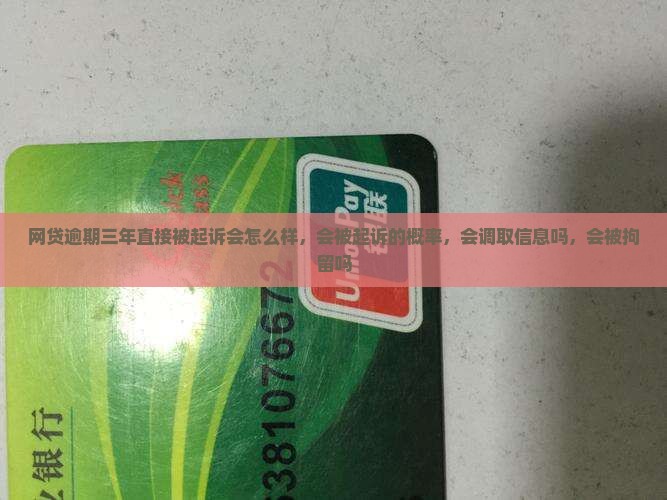 网贷逾期三年直接被起诉会怎么样，会被起诉的概率，会调取信息吗，会被拘
留吗
UnionPay
银联
381076672
银行